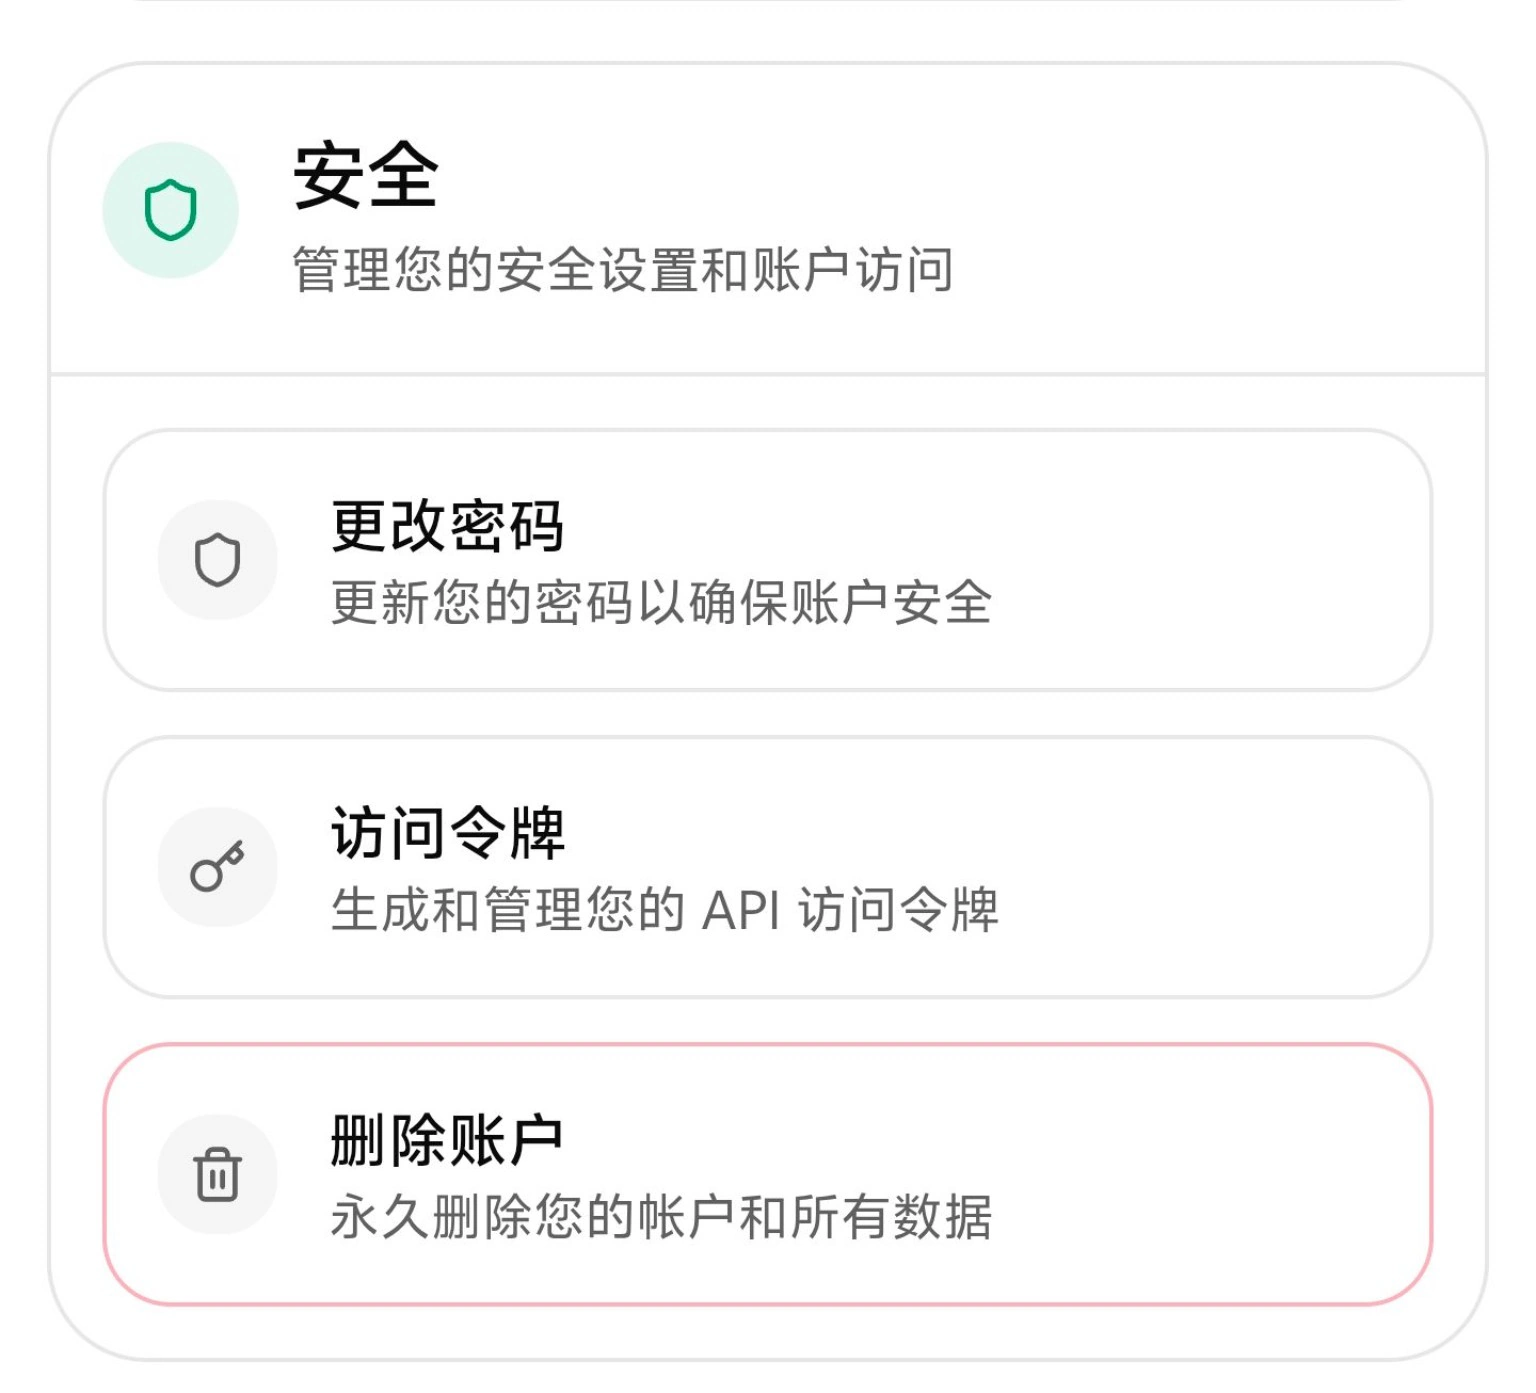 安全
管理您的安全设置和账户访问
更改密码
更新您的密码以确保账户安全
访问令牌
生成和管理您的 API 访问令牌
删除账户
永久删除您的帐户和所有数据